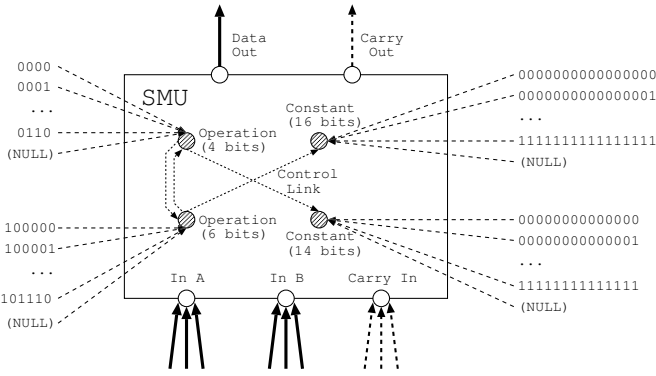 Data
Out
Carry
Out
0000
0001
...
0110
(NULL)
SMU
Operation
(4 bits)
Constant
(16 bits)
0000000000000000
0000000000000001
...
1111111111111111
(NULL)
Control
Link
100000
100001
...
101110
(NULL)
Operation
(6 bits)
Constant
(14 bits)
00000000000000
00000000000001
...
11111111111111
(NULL)
In A
In B
Carry In